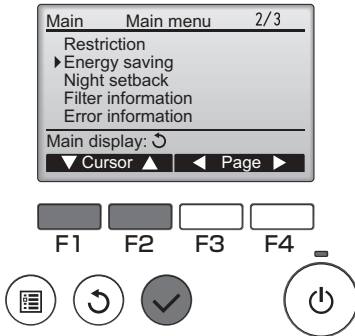 Main Main menu 2/3
Restriction
Energy saving
Night setback
Filter information
Error information
Main display:
Cursor Page
F1 F2 F3 F4